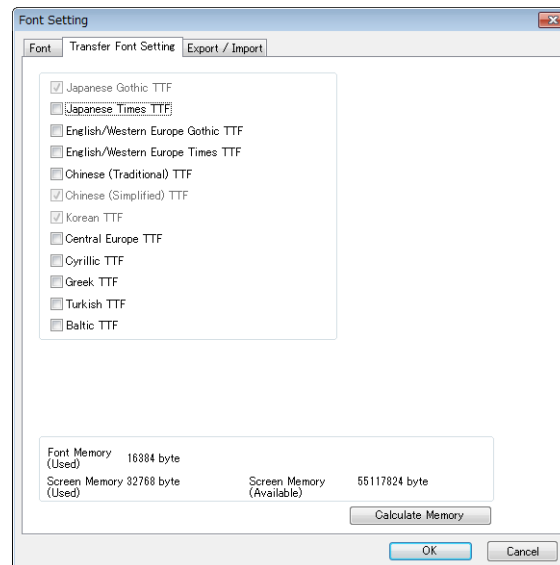 Font Setting
Font
Transfer Font Setting
Export / Import
Japanese Gothic TTF
Japanese Times TTF
English/Western Europe Gothic TTF
English/Western Europe Times TTF
Chinese (Traditional) TTF
Chinese (Simplified) TTF
Korean TTF
Central Europe TTF
Cyrillic TTF
Greek TTF
Turkish TTF
Baltic TTF
Font Memory
(Used)
16384 byte
Screen Memory
(Used)
32768 byte
Screen Memory
(Available)
55117824 byte
Calculate Memory
OK
Cancel